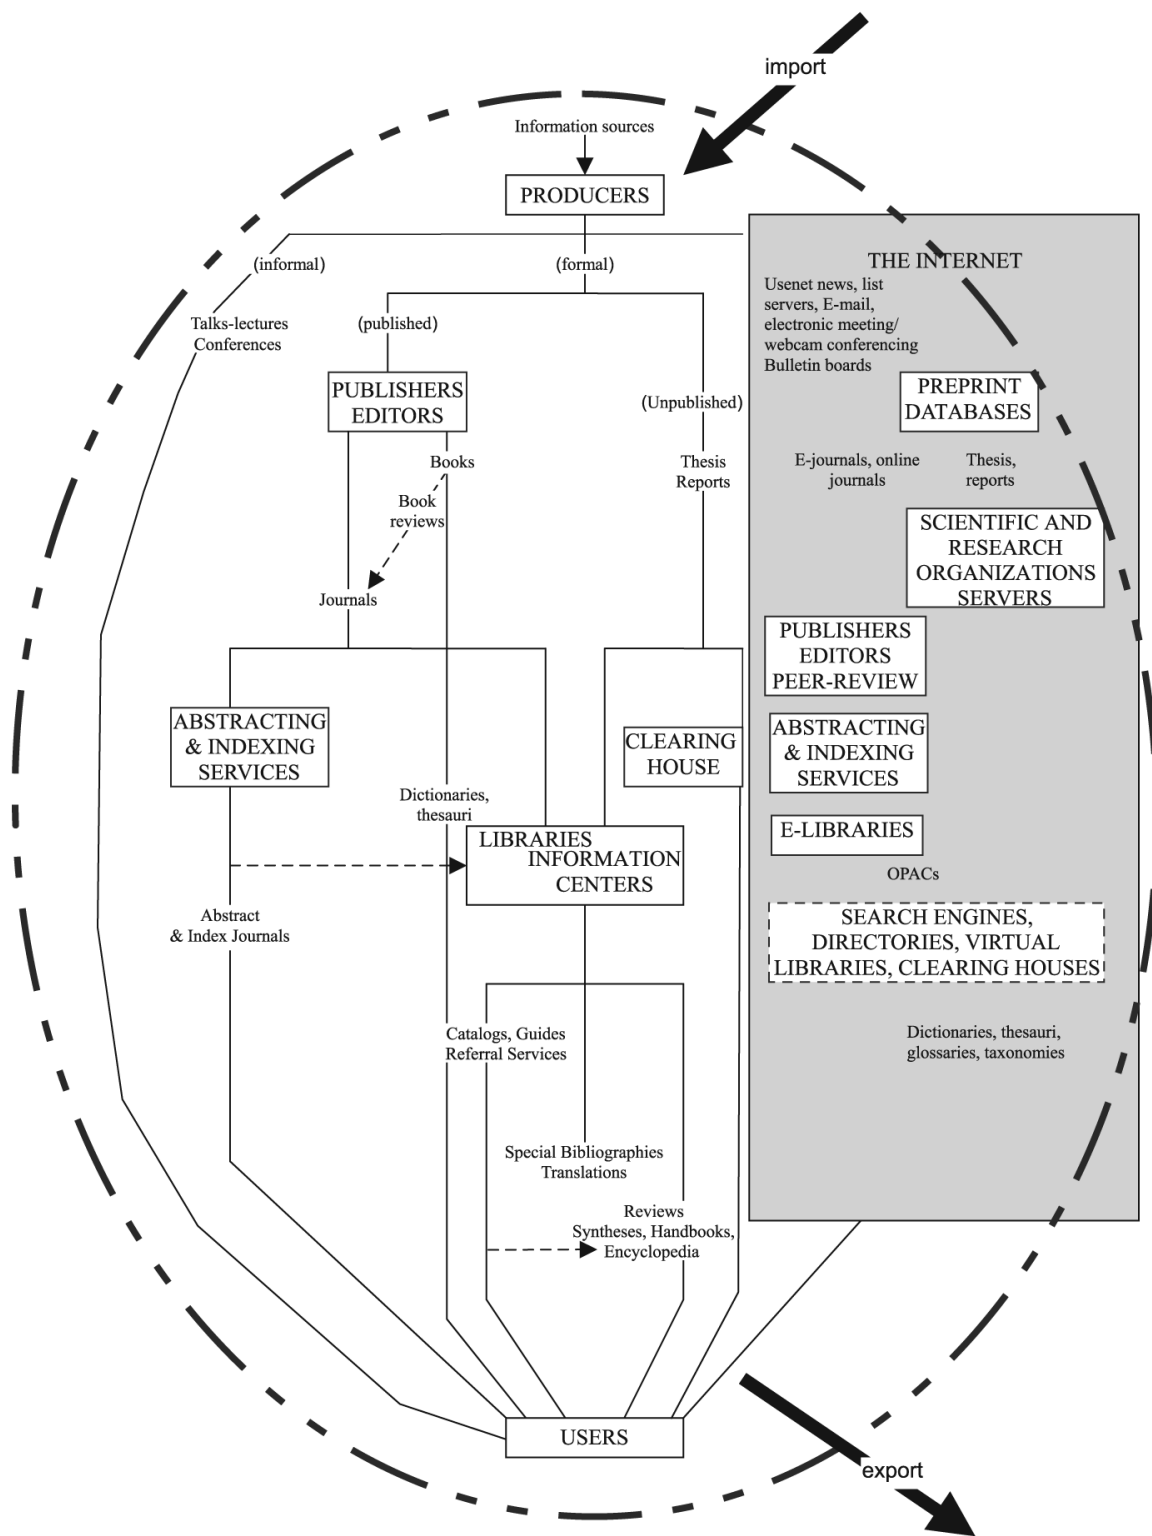 import
Information sources
PRODUCERS
(informal)
(formal)
Talks-lectures
Conferences
(published)
PUBLISHERS
EDITORS
(Unpublished)
Books
Book
reviews
Thesis
Reports
Journals
ABSTRACTING
& INDEXING
SERVICES
CLEARING
HOUSE
Dictionaries,
thesauri
LIBRARIES
INFORMATION
CENTERS
Abstract
& Index Journals
Catalogs, Guides
Referral Services
Special Bibliographies
Translations
Reviews
Syntheses, Handbooks,
Encyclopedia
THE INTERNET
Usenet news, list
servers, E-mail,
electronic meeting/
webcam conferencing
Bulletin boards
PREPRINT
DATABASES
E-journals, online
journals
Thesis,
reports
SCIENTIFIC AND
RESEARCH
ORGANIZATIONS
SERVERS
PUBLISHERS
EDITORS
PEER-REVIEW
ABSTRACTING
& INDEXING
SERVICES
E-LIBRARIES
OPACs
SEARCH ENGINES,
DIRECTORIES, VIRTUAL
LIBRARIES, CLEARING HOUSES
Dictionaries, thesauri,
glossaries, taxonomies
USERS
export